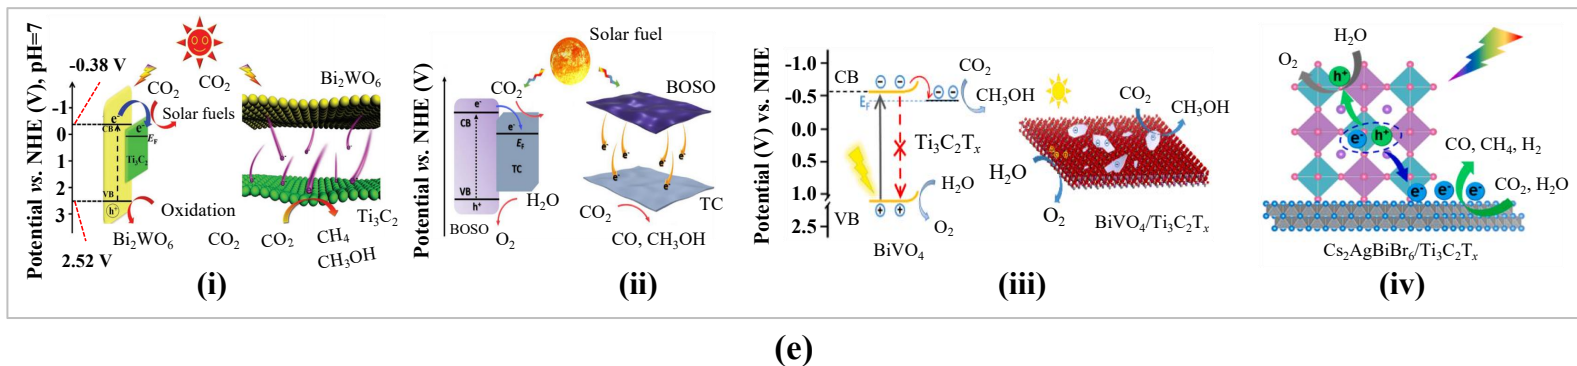 Potential vs. NHE (V), pH=7
-0.38 V
-1
0
1
2
3
2.52 V
CO₂
CO₂
Solar fuels
e⁻
CB
e⁻
E_F
Ti₃C₂
VB
h⁺
Oxidation
Bi₂WO₆
Bi₂WO₆
Ti₃C₂
CO₂
CO₂
CH₄
CH₃OH
(i)
Potential vs. NHE (V)
Solar fuel
e⁻
CO₂
CB
e⁻
E_F
TC
VB
h⁺
H₂O
BOSO
O₂
BOSO
e⁻
e⁻
e⁻
e⁻
TC
CO₂
CO, CH₃OH
(ii)
Potential (V) vs. NHE
-1.0
-0.5
0.0
0.5
1.0
2.5
CB
E_F
CO₂
CH₃OH
Ti₃C₂Tₓ
H₂O
VB
O₂
BiVO₄
CO₂
CH₃OH
H₂O
O₂
BiVO₄/Ti₃C₂Tₓ
(iii)
H₂O
O₂
h⁺
e⁻
h⁺
CO, CH₄, H₂
e⁻
e⁻
e⁻
CO₂, H₂O
Cs₂AgBiBr₆/Ti₃C₂Tₓ
(iv)
(e)